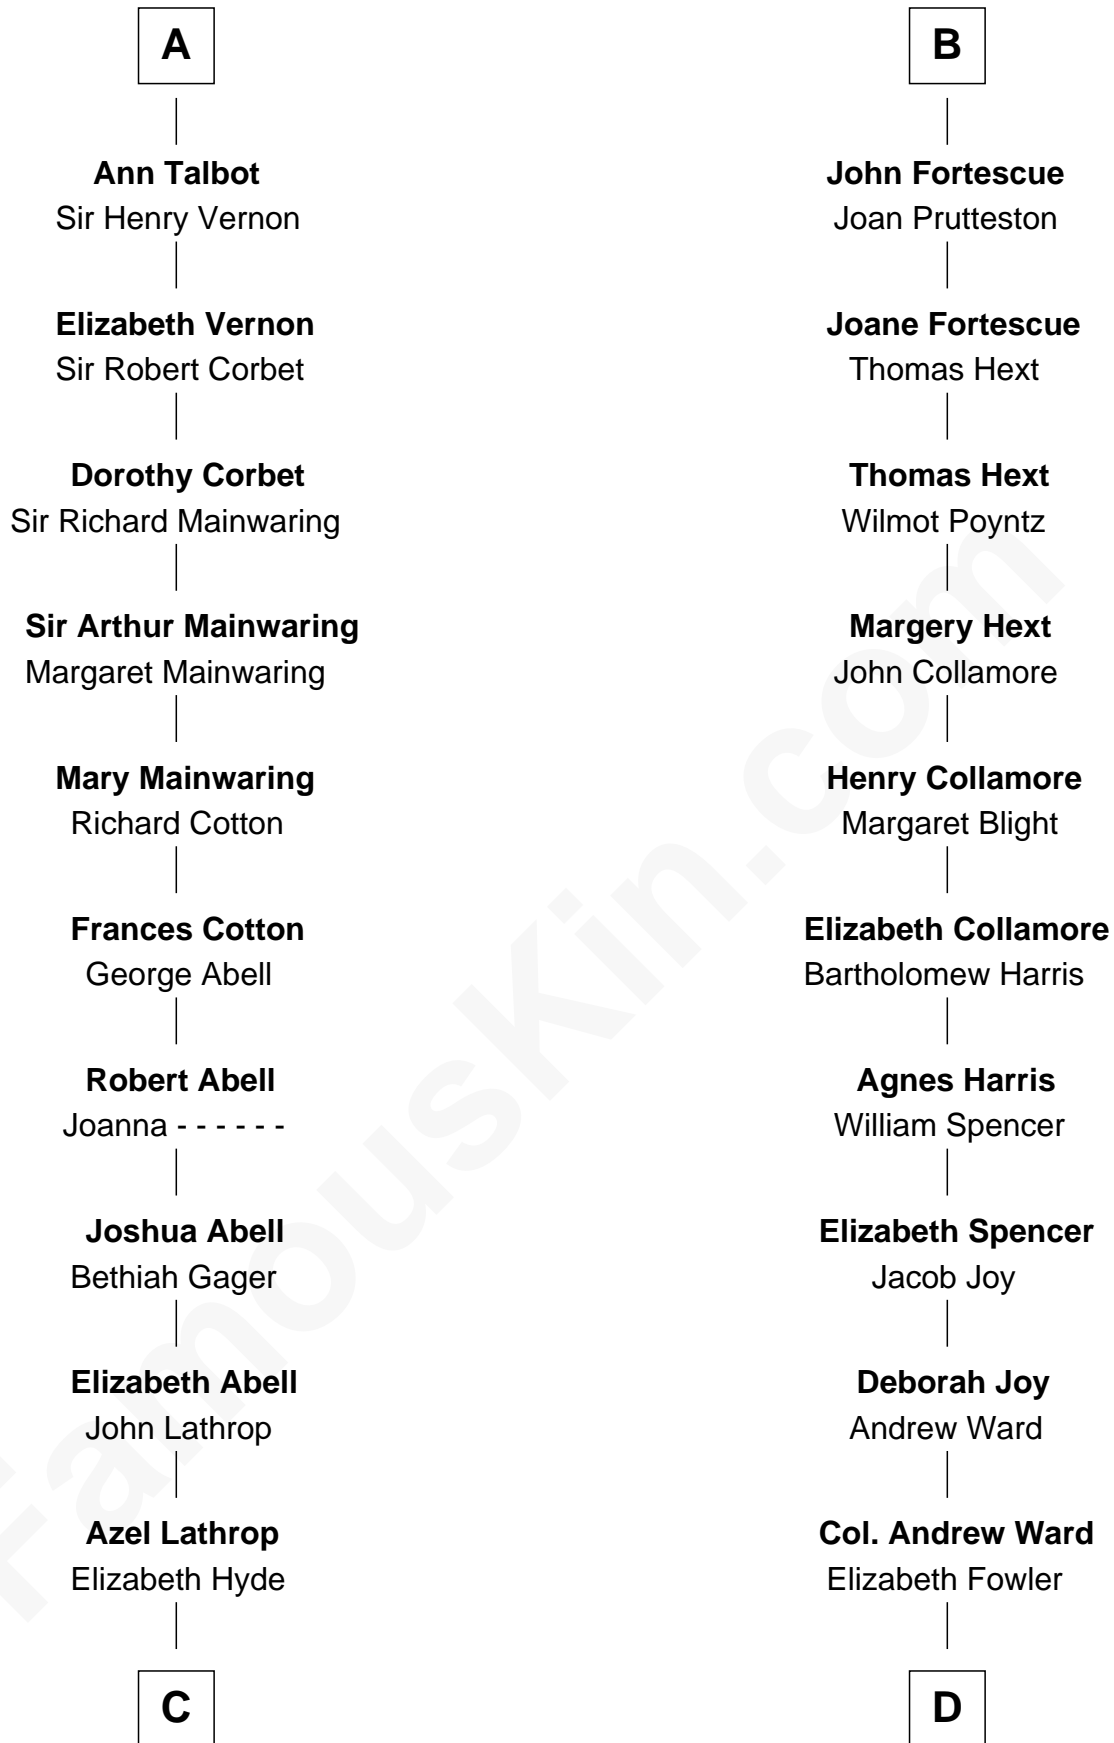 A
Ann Talbot
Sir Henry Vernon
Elizabeth Vernon
Sir Robert Corbet
Dorothy Corbet
Sir Richard Mainwaring
Sir Arthur Mainwaring
Margaret Mainwaring
Mary Mainwaring
Richard Cotton
Frances Cotton
George Abell
Robert Abell
Joanna - - - - - -
Joshua Abell
Bethiah Gager
Elizabeth Abell
John Lathrop
Azel Lathrop
Elizabeth Hyde
C
B
John Fortescue
Joan Prutteston
Joane Fortescue
Thomas Hext
Thomas Hext
Wilmot Poyntz
Margery Hext
John Collamore
Henry Collamore
Margaret Blight
Elizabeth Collamore
Bartholomew Harris
Agnes Harris
William Spencer
Elizabeth Spencer
Jacob Joy
Deborah Joy
Andrew Ward
Col. Andrew Ward
Elizabeth Fowler
D
FamousKin.com